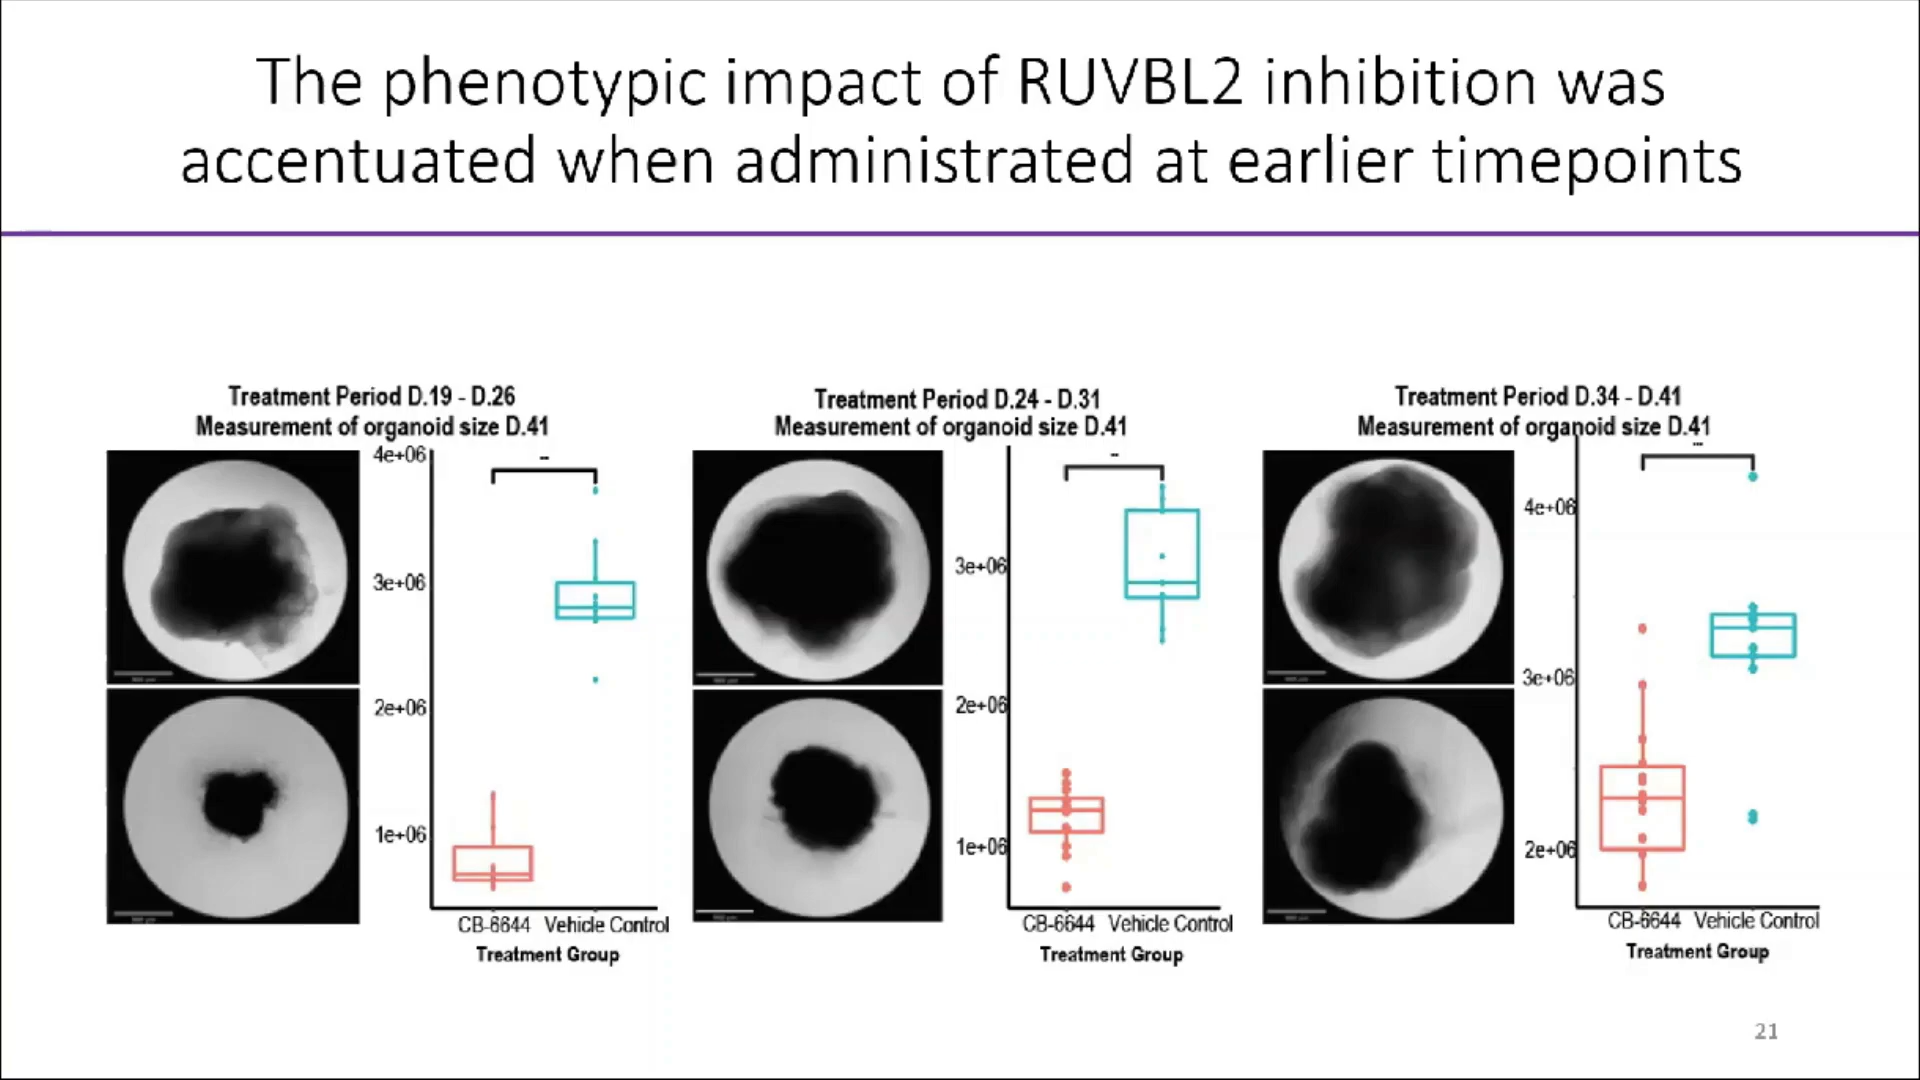 The phenotypic impact of RUVBL2 inhibition was
accentuated when administrated at earlier timepoints
Treatment Period D.19 - D.26
Measurement of organoid size D.41
4e+06
3e+06
2e+06
1e+06
CB-6644 Vehicle Control
Treatment Group
Treatment Period D.24 - D.31
Measurement of organoid size D.41
3e+06
2e+06
1e+06
CB-6644 Vehicle Control
Treatment Group
Treatment Period D.34 - D.41
Measurement of organoid size D.41
4e+06
3e+06
2e+06
CB-6644 Vehicle Control
Treatment Group
21